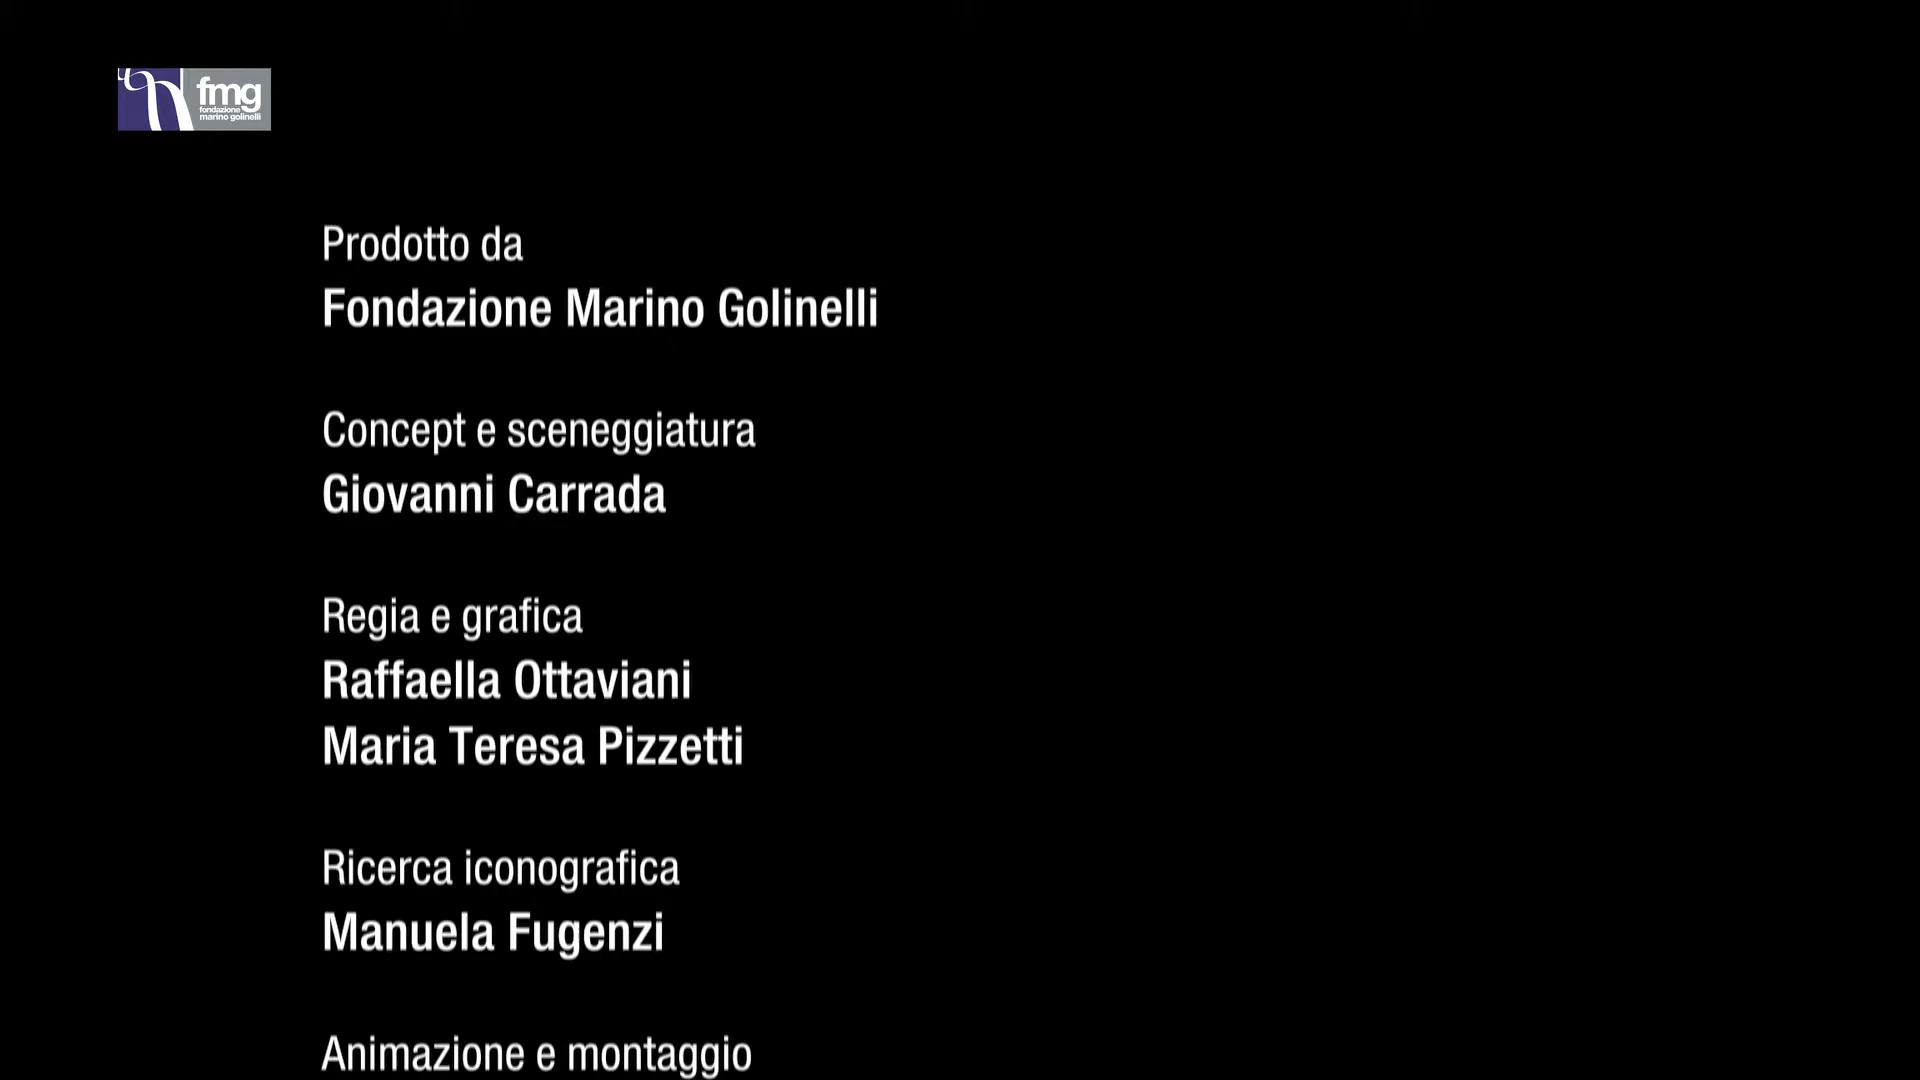 fmg
fondazione
marino golinelli
Prodotto da
Fondazione Marino Golinelli
Concept e sceneggiatura
Giovanni Carrada
Regia e grafica
Raffaella Ottaviani
Maria Teresa Pizzetti
Ricerca iconografica
Manuela Fugenzi
Animazione e montaggio